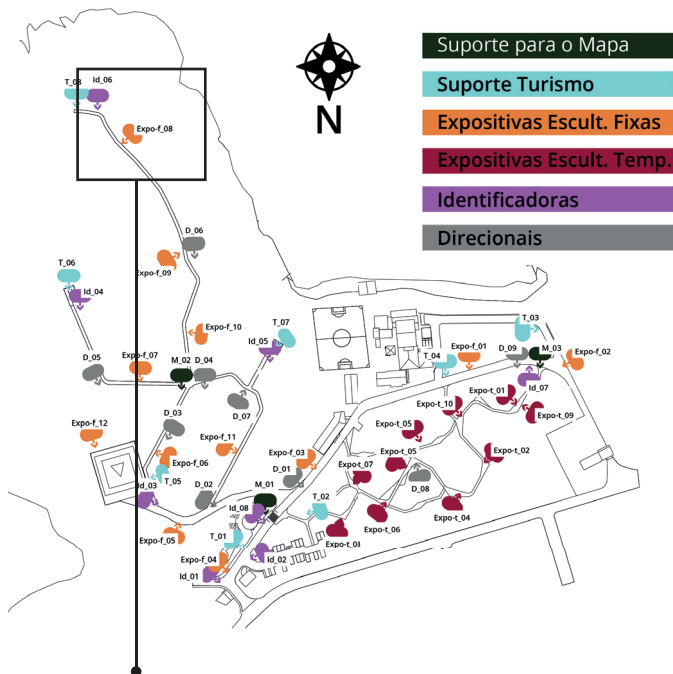 Suporte para o Mapa
Suporte Turismo
Expositivas Escult. Fixas
Expositivas Escult. Temp.
Identificadoras
Direcionais
N
T_03
Id_06
Expo-f_08
D_06
Expo-f_09
T_06
Id_04
Expo-f_10
T_07
Id_05
T_03
D_05
Expo-f_07
M_02
D_04
T_04
Expo-f_01
D_09
M_03
Expo-f_02
D_07
Expo-t_01
Id_07
Expo-t_10
Expo-t_09
Expo-f_12
D_03
Expo-f_11
Expo-t_05
Expo-f_03
Expo-t_05
Expo-t_02
Expo-f_06
T_05
D_01
Expo-t_07
D_08
Id_03
D_02
M_01
Id_08
T_02
Expo-t_04
Expo-t_06
Expo-f_05
T_01
Expo-t_08
Expo-f_04
Id_02
Id_01